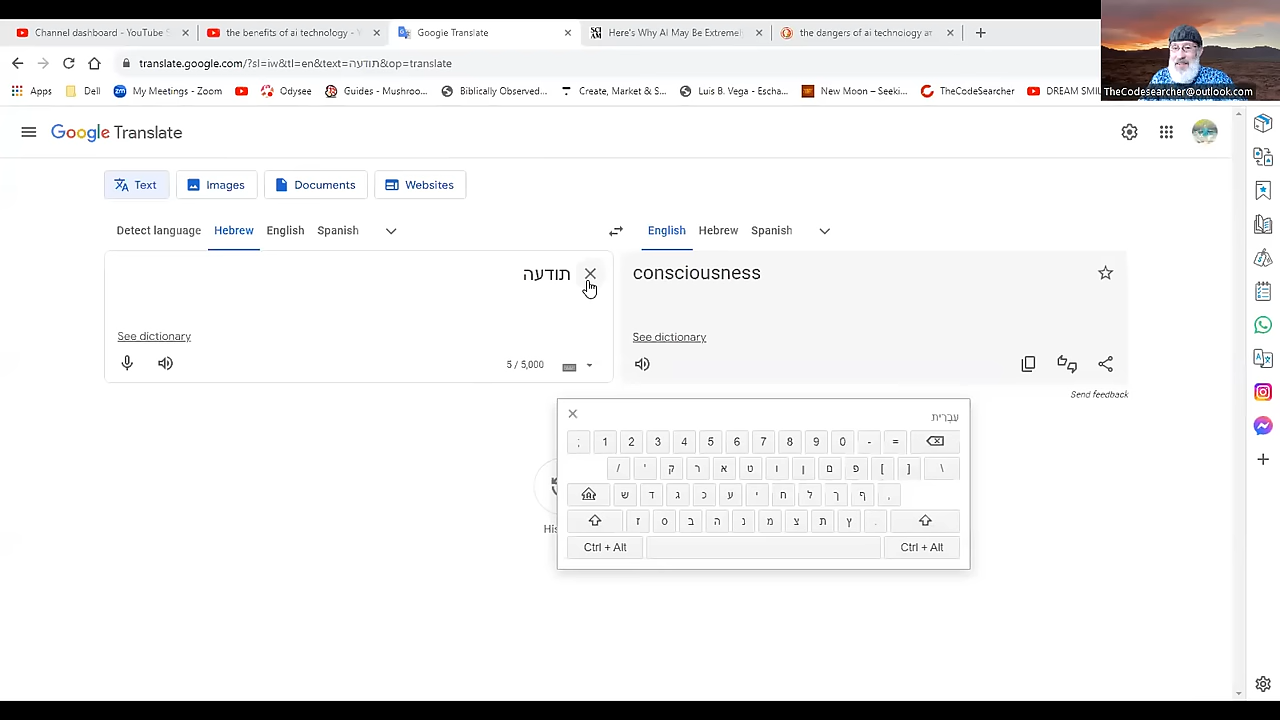 Channel dashboard - YouTube
the benefits of ai technology -
Google Translate
Here's Why AI May Be Extremel
the dangers of ai technology ar
translate.google.com/?sl=iw&tl=en&text=תודעה&op=translate
Apps
Dell
My Meetings - Zoom
Odysee
Guides - Mushroo...
Biblically Observed...
Create, Market & S...
Luis B. Vega - Escha...
New Moon – Seeki...
TheCodeSearcher
DREAM SMI
TheCodesearcher@outlook.com
Google Translate
Text
Images
Documents
Websites
Detect language
Hebrew
English
Spanish
English
Hebrew
Spanish
תודעה
consciousness
See dictionary
See dictionary
5 / 5,000
Send feedback
עברית
; 1 2 3 4 5 6 7 8 9 0 - =
/ ' ק ר א ט ו ן ם פ ] [ \
ש ד ג כ ע י ח ל ך ף ,
ז ס ב ה נ מ צ ת ץ .
Ctrl + Alt
Ctrl + Alt
His